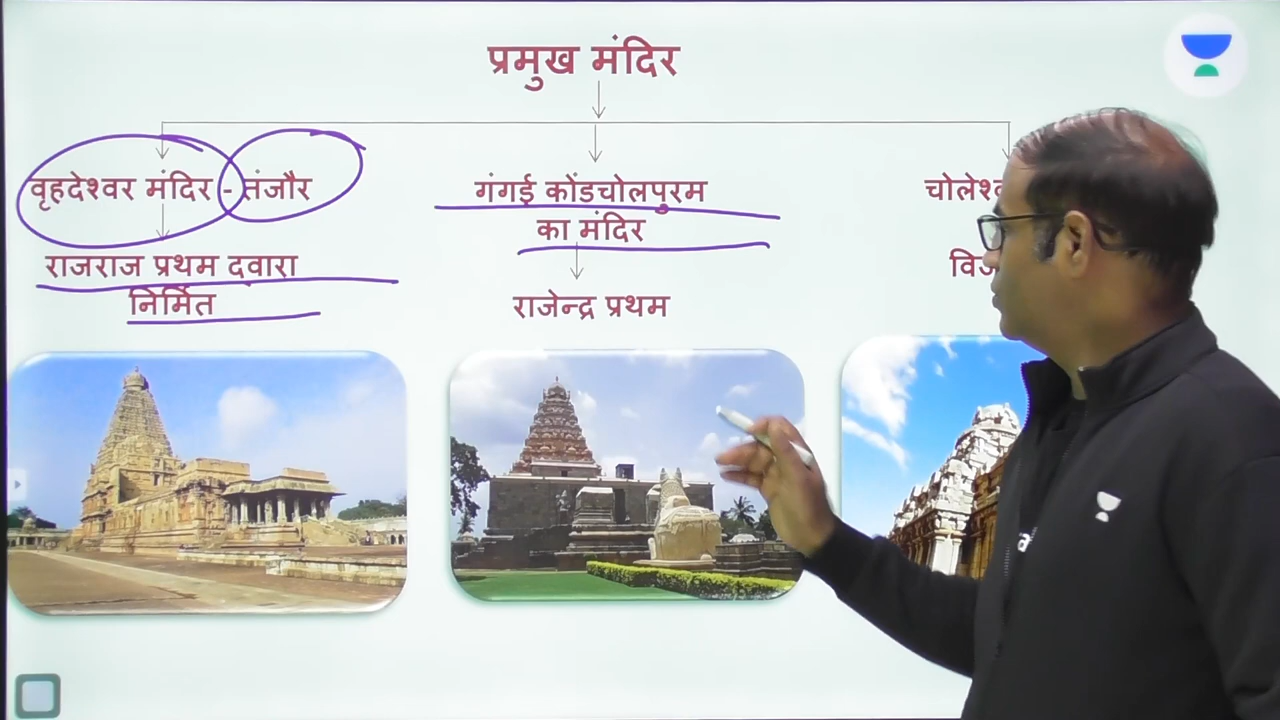 प्रमुख मंदिर
वृहदेश्वर मंदिर - तंजौर
राजराज प्रथम दवारा
निर्मित
गंगई कोंडचोलपुरम
का मंदिर
राजेन्द्र प्रथम